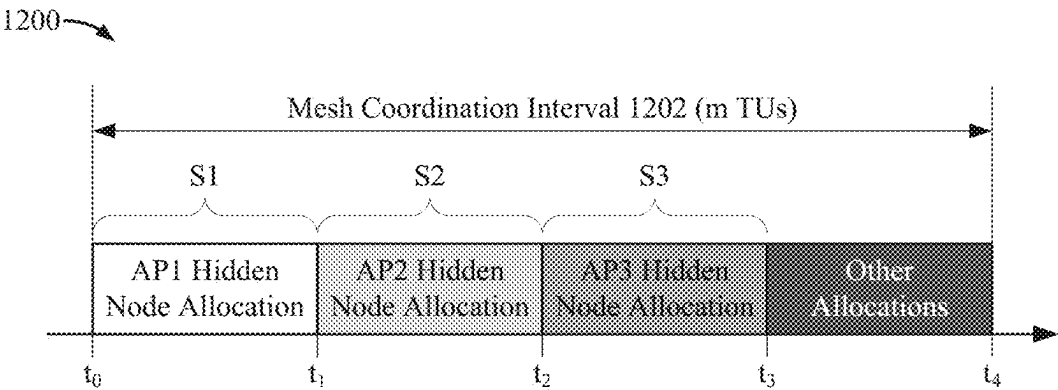 1200
Mesh Coordination Interval 1202 (m TUs)
S1 S2 S3
AP1 Hidden AP2 Hidden AP3 Hidden Other
Node Allocation Node Allocation Node Allocation Allocations
t0 t1 t2 t3 t4